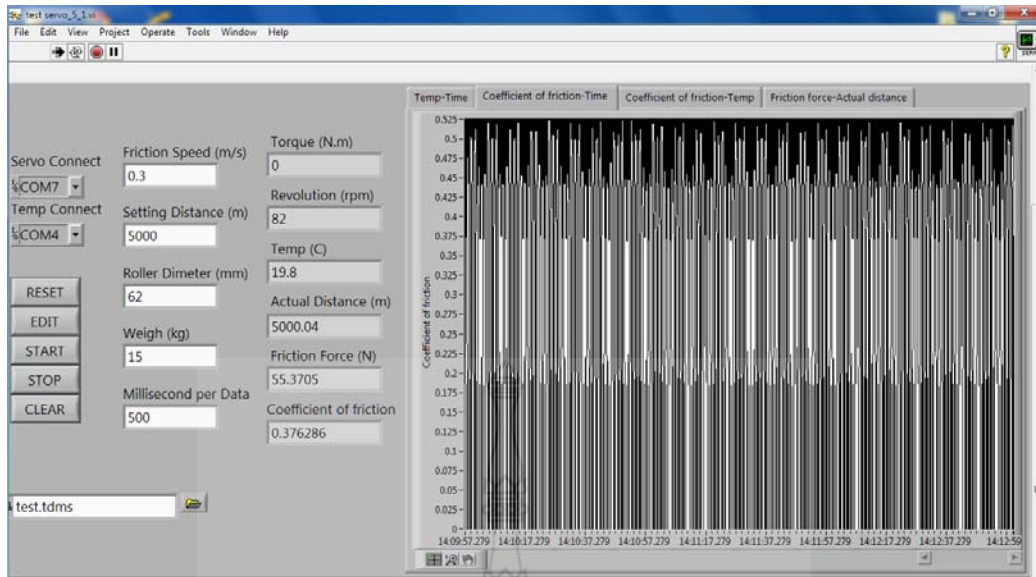 test servo_5_1.vi
File Edit View Project Operate Tools Window Help
Servo Connect
COM7
Temp Connect
COM4
RESET
EDIT
START
STOP
CLEAR
test.tdms
Friction Speed (m/s)
0.3
Setting Distance (m)
5000
Roller Dimeter (mm)
62
Weigh (kg)
15
Millisecond per Data
500
Torque (N.m)
0
Revolution (rpm)
82
Temp (C)
19.8
Actual Distance (m)
5000.04
Friction Force (N)
55.3705
Coefficient of friction
0.376286
Temp-Time Coefficient of friction-Time Coefficient of friction-Temp Friction force-Actual distance
Coefficient of friction
0.525
0.5
0.475
0.45
0.425
0.4
0.375
0.35
0.325
0.3
0.275
0.25
0.225
0.2
0.175
0.15
0.125
0.1
0.075
0.05
0.025
0
14:09:57.279 14:10:17.279 14:10:37.279 14:10:57.279 14:11:17.279 14:11:37.279 14:11:57.279 14:12:17.279 14:12:37.279 14:12:59